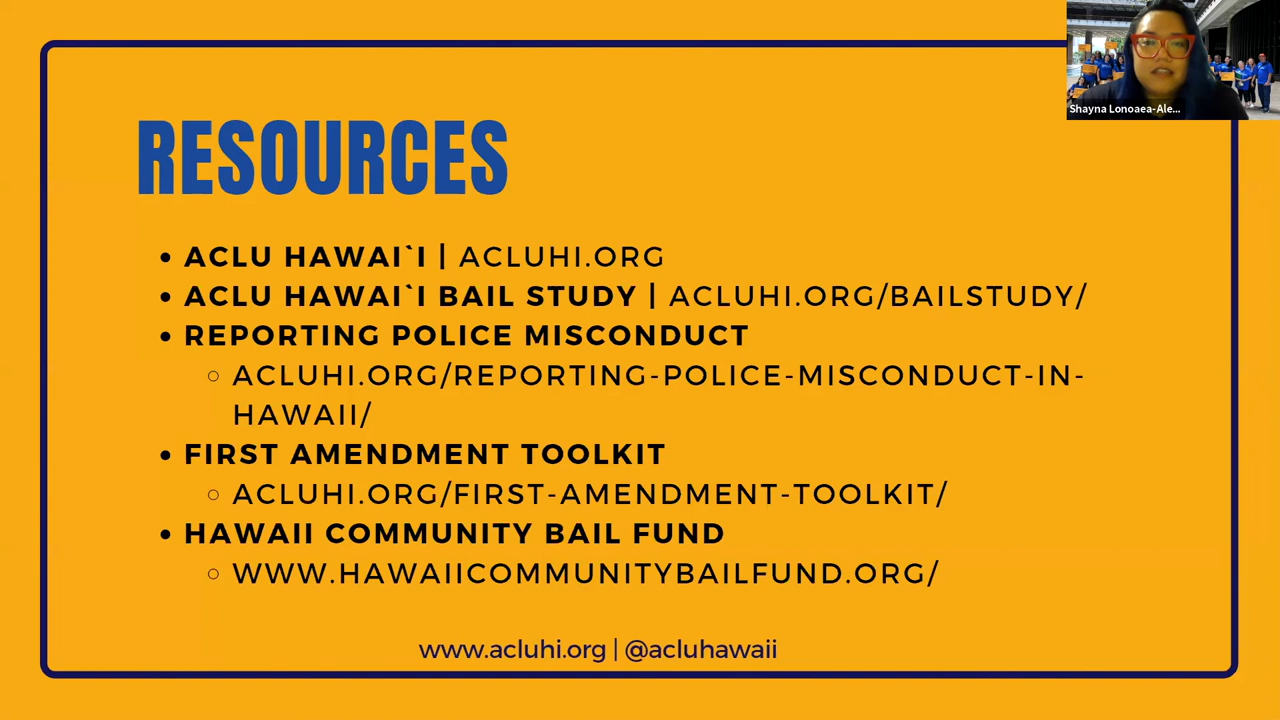 Shayna Lonoaea-Ale...
RESOURCES
• ACLU HAWAI`I | ACLUHI.ORG
• ACLU HAWAI`I BAIL STUDY | ACLUHI.ORG/BAILSTUDY/
• REPORTING POLICE MISCONDUCT
○ ACLUHI.ORG/REPORTING-POLICE-MISCONDUCT-IN-
HAWAII/
• FIRST AMENDMENT TOOLKIT
○ ACLUHI.ORG/FIRST-AMENDMENT-TOOLKIT/
• HAWAII COMMUNITY BAIL FUND
○ WWW.HAWAIICOMMUNITYBAILFUND.ORG/
www.acluhi.org | @acluhawaii